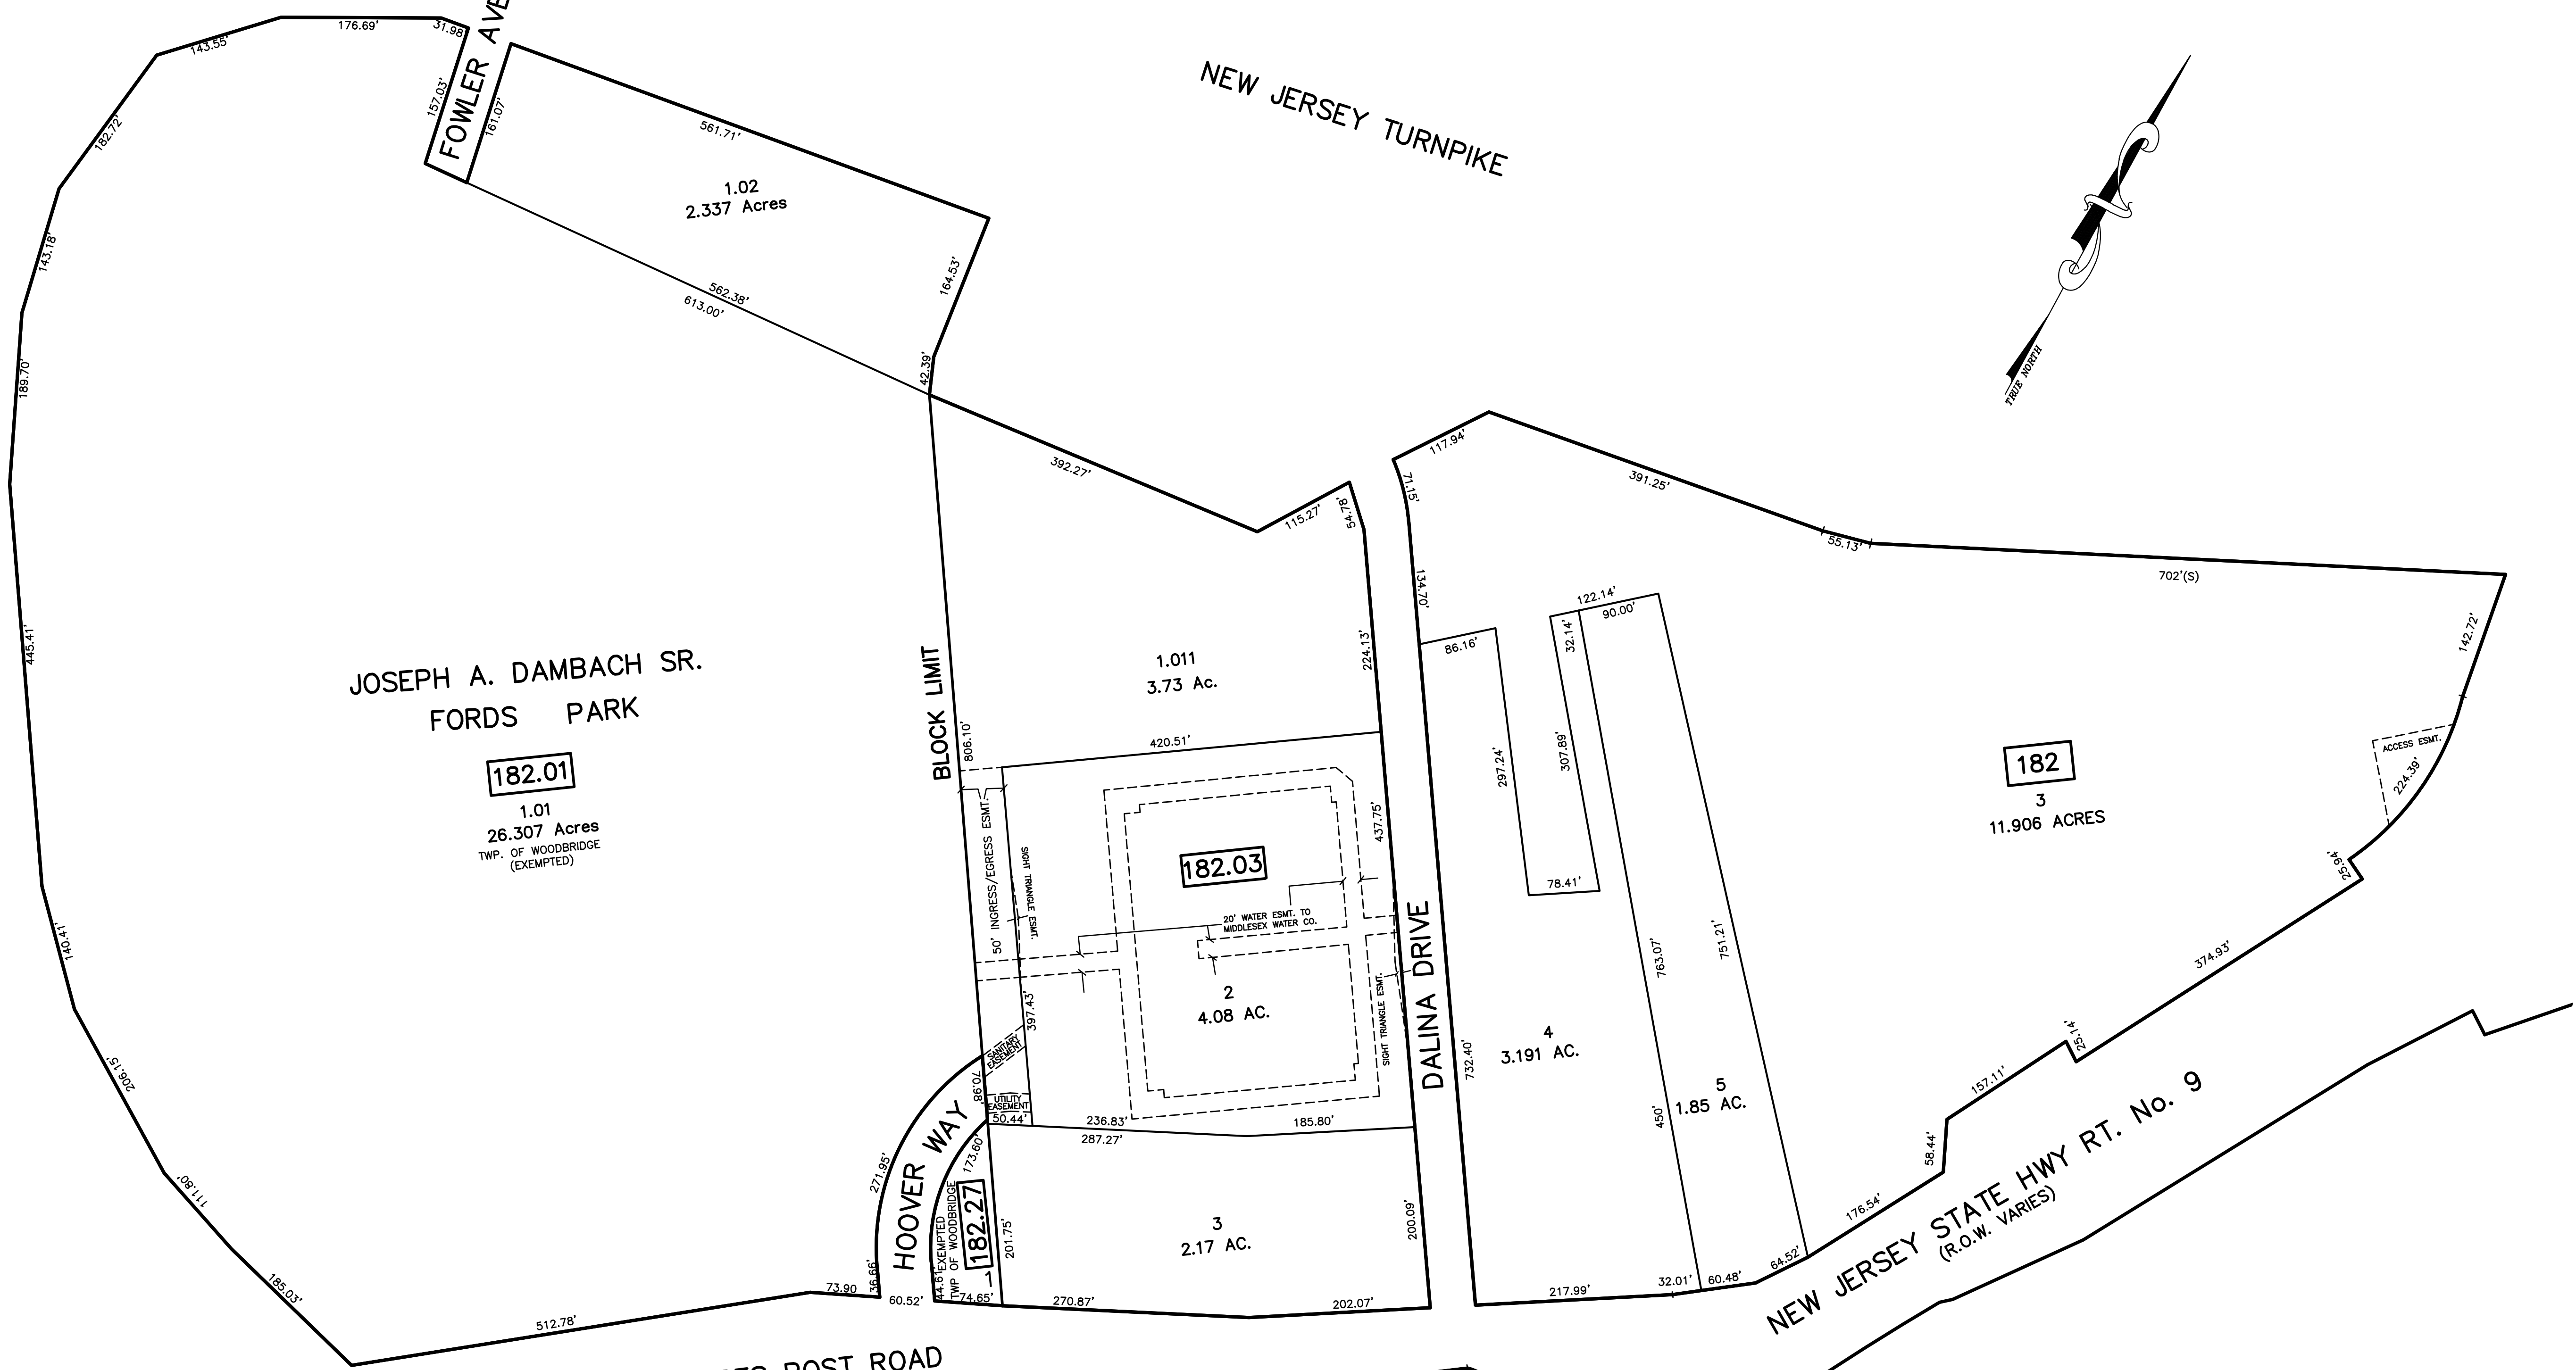 176.69'
31.98
143.55'
182.72'
143.18'
189.70'
445.41'
140.41'
206.15'
111.80'
185.03'
512.78'
73.90
36.66'
271.95'
157.03'
FOWLER AVE
161.07'
561.71'
1.02
2.337 Acres
562.38'
613.00'
164.53'
42.39'
NEW JERSEY TURNPIKE
TRUE NORTH
JOSEPH A. DAMBACH SR.
FORDS PARK
182.01
1.01
26.307 Acres
TWP. OF WOODBRIDGE
(EXEMPTED)
BLOCK LIMIT
806.10'
392.27'
115.27'
54.78'
224.13'
1.011
3.73 Ac.
420.51'
437.75'
50' INGRESS/EGRESS ESMT.
SIGHT TRIANGLE ESMT.
182.03
20' WATER ESMT. TO
MIDDLESEX WATER CO.
2
4.08 AC.
SIGHT TRIANGLE ESMT.
397.43'
SANITARY
EASEMENT
70.98'
UTILITY
EASEMENT
50.44'
236.83'
185.80'
287.27'
HOOVER WAY
173.60'
44.61'
EXEMPTED
TWP OF WOODBRIDGE
182.27
201.75'
3
2.17 AC.
200.09'
60.52'
74.65'
270.87'
202.07'
POST ROAD
DALINA DRIVE
117.94'
71.15'
134.70'
391.25'
55.13'
702'(S)
142.72'
86.16'
122.14'
90.00'
32.14'
297.24'
307.89'
78.41'
763.07'
751.21'
732.40'
4
3.191 AC.
450'
5
1.85 AC.
182
3
11.906 ACRES
ACCESS ESMT.
224.39'
25.94'
374.93'
25.14'
157.11'
58.44'
176.54'
64.52'
60.48'
32.01'
217.99'
NEW JERSEY STATE HWY RT. No. 9
(R.O.W. VARIES)